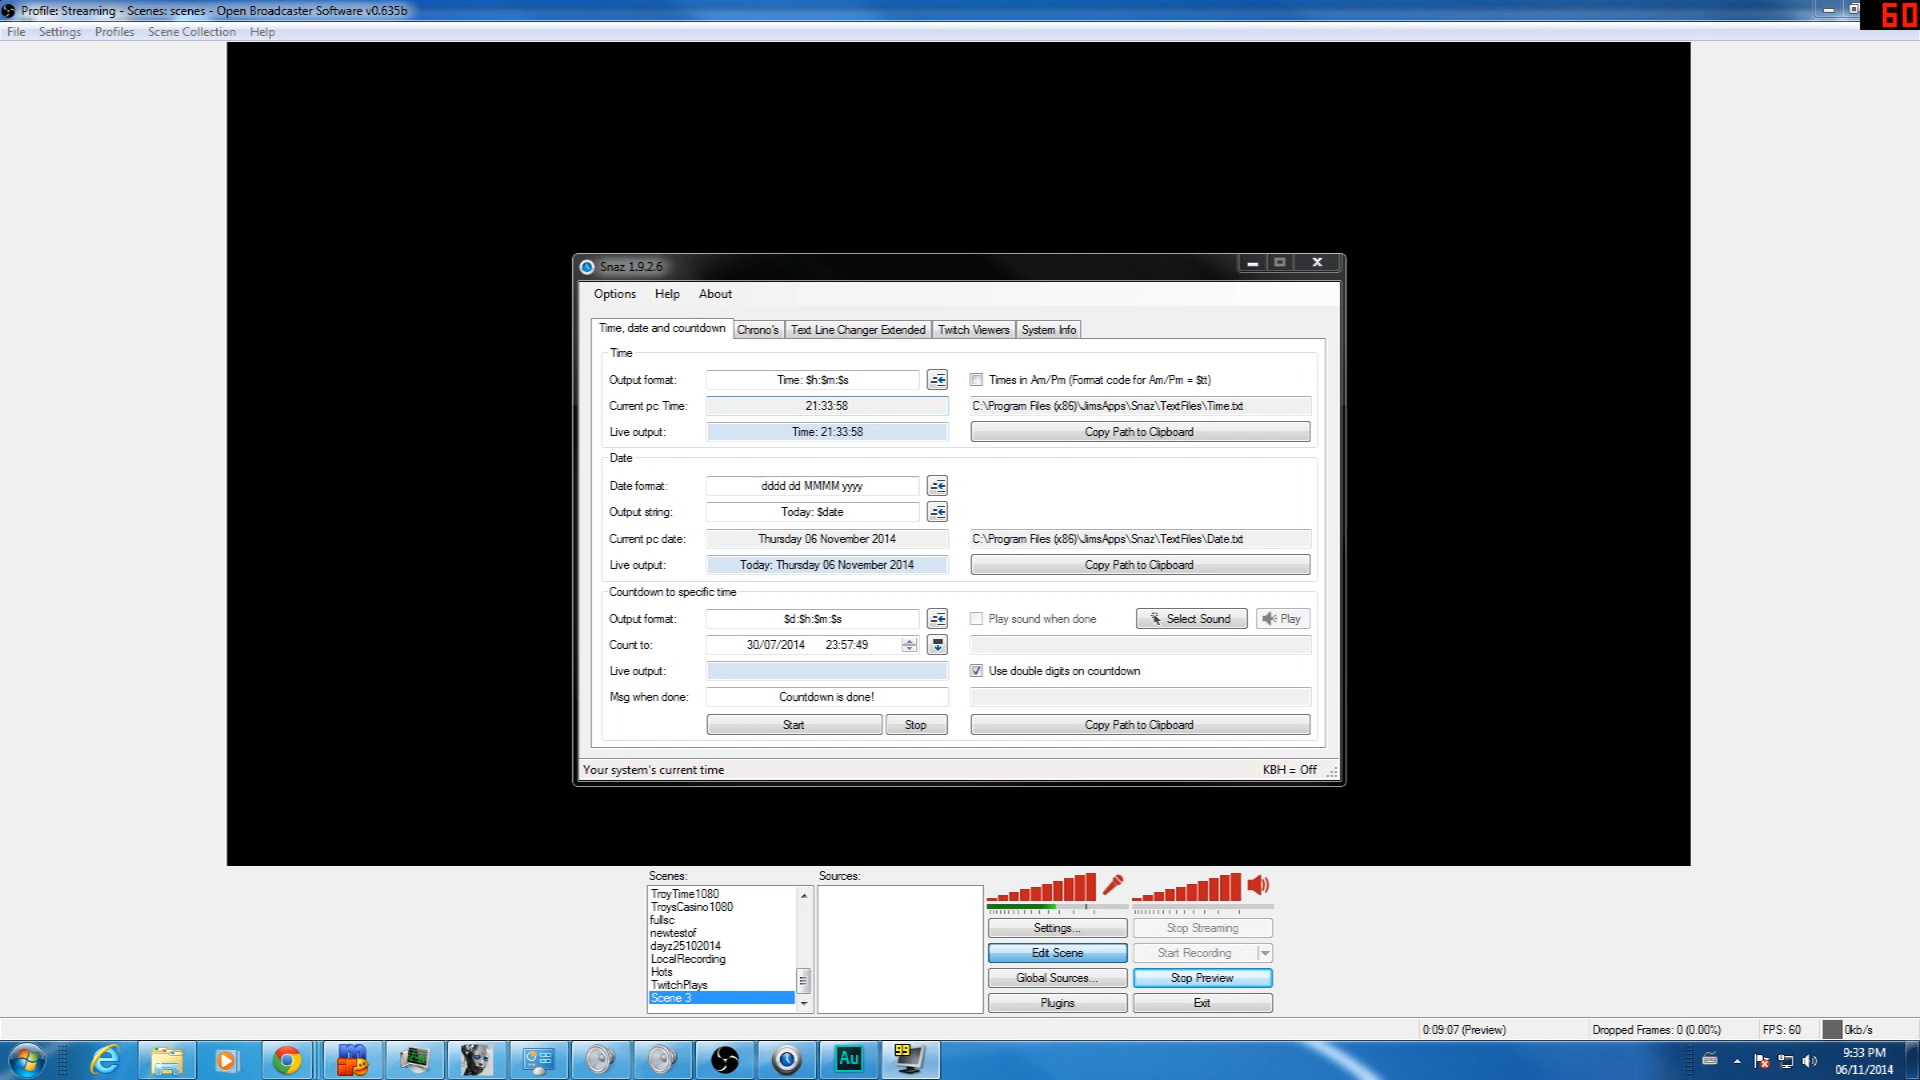 Profile: Streaming - Scenes: scenes - Open Broadcaster Software v0.635b
60
File Settings Profiles Scene Collection Help
Snaz 1.9.2.6
Options Help About
Time, date and countdown Chrono's Text Line Changer Extended Twitch Viewers System Info
Time
Output format: Time: $h:$m:$s Times in Am/Pm (Format code for Am/Pm = $tt)
Current pc Time: 21:33:58 C:\Program Files (x86)\JimsApps\Snaz\TextFiles\Time.txt
Live output: Time: 21:33:58 Copy Path to Clipboard
Date
Date format: dddd dd MMMM yyyy
Output string: Today: $date
Current pc date: Thursday 06 November 2014 C:\Program Files (x86)\JimsApps\Snaz\TextFiles\Date.txt
Live output: Today: Thursday 06 November 2014 Copy Path to Clipboard
Countdown to specific time
Output format: $d:$h:$m:$s Play sound when done Select Sound Play
Count to: 30/07/2014 23:57:49
Live output: Use double digits on countdown
Msg when done: Countdown is done!
Start Stop Copy Path to Clipboard
Your system's current time KBH = Off
Scenes: Sources:
TroyTime1080
TroysCasino1080
fullsc
newtestof
dayz25102014
LocalRecording
Hots
TwitchPlays
Scene 3
Settings... Stop Streaming
Edit Scene Start Recording
Global Sources... Stop Preview
Plugins Exit
0:09:07 (Preview) Dropped Frames: 0 (0.00%) FPS: 60 0kb/s
Au
99
9:33 PM
06/11/2014